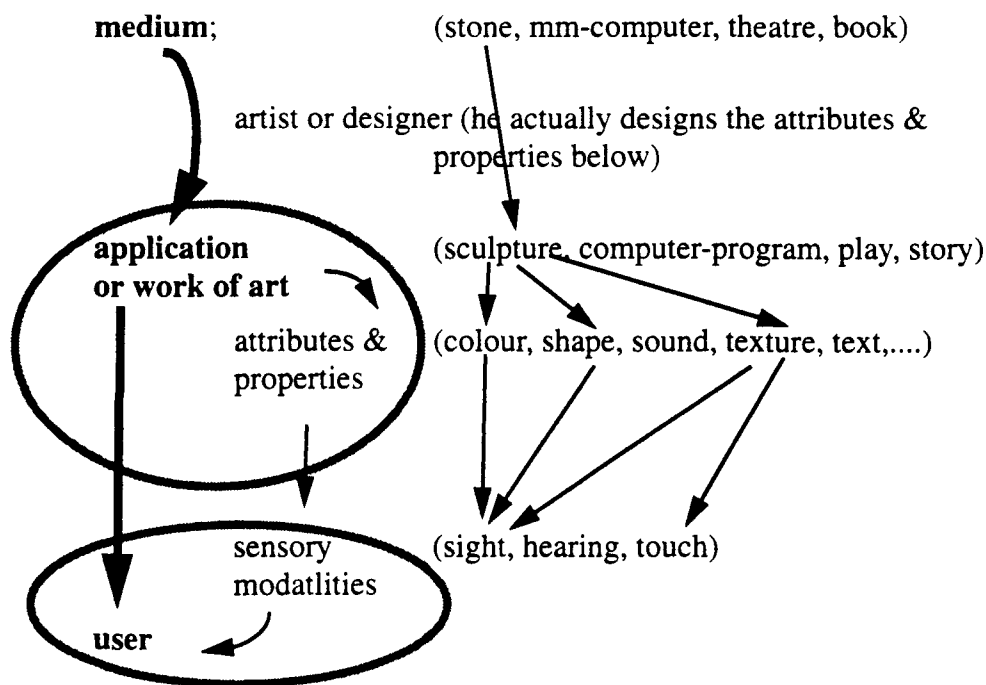 medium; (stone, mm-computer, theatre, book)
artist or designer (he actually designs the attributes &
properties below)
application (sculpture, computer-program, play, story)
or work of art
attributes & (colour, shape, sound, texture, text,....)
properties
sensory (sight, hearing, touch)
modatlities
user